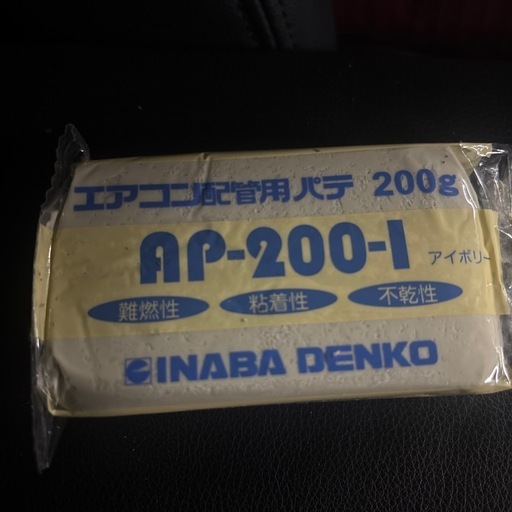 エアコン配管用パテ 200g
AP-200-I アイボリー
難燃性 粘着性 不乾性
INABA DENKO